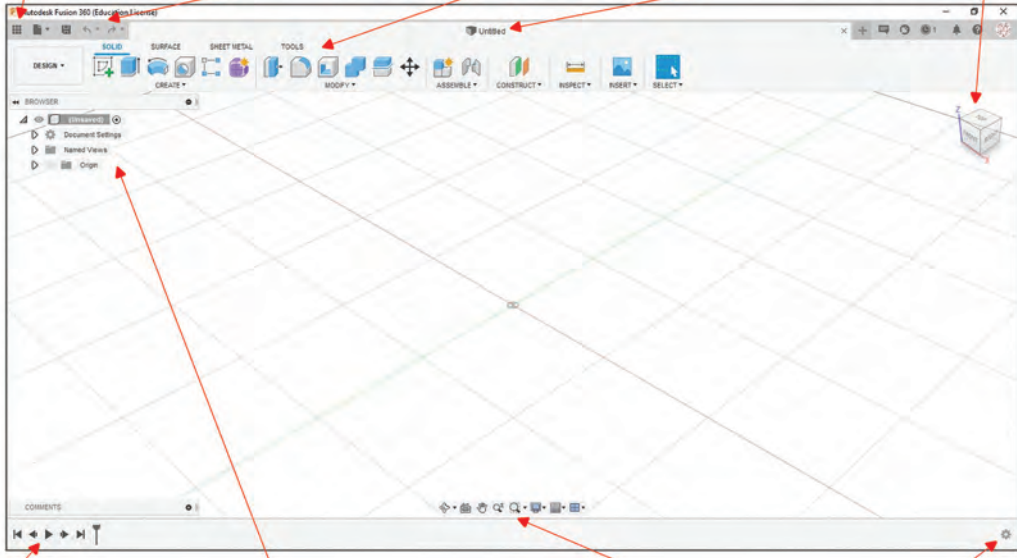 Autodesk Fusion 360 (Education License)
Untitled
SOLID SURFACE SHEET METAL TOOLS
DESIGN
CREATE MODIFY ASSEMBLE CONSTRUCT INSPECT INSERT SELECT
BROWSER
(Unsaved)
Document Settings
Named Views
Origin
Z
TOP
X
COMMENTS